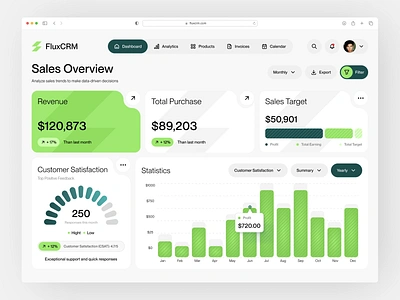 fluxcrm.com
FluxCRM
Dashboard
Analytics
Products
Invoices
Calendar
Sales Overview
Analyze sales trends to make data-driven decisions
Monthly
Export
Filter
Revenue
$120,873
+ 17%
Than last month
Total Purchase
$89,203
+ 12%
Than last month
Sales Target
$50,901
Profit
Total Earning
Total Target
Customer Satisfaction
Top Positive Feedback
250
Hight
Low
+ 12%
Customer Satisfaction (CSAT): 4.7/5
Exceptional support and quick responses
Statistics
Customer Satisfaction
Summary
Yearly
$1000
$75
$50
$25
$0
Profit
$720.00
Jan Feb Mar Apr May Jun Jul Aug Sep Oct Nov Dec